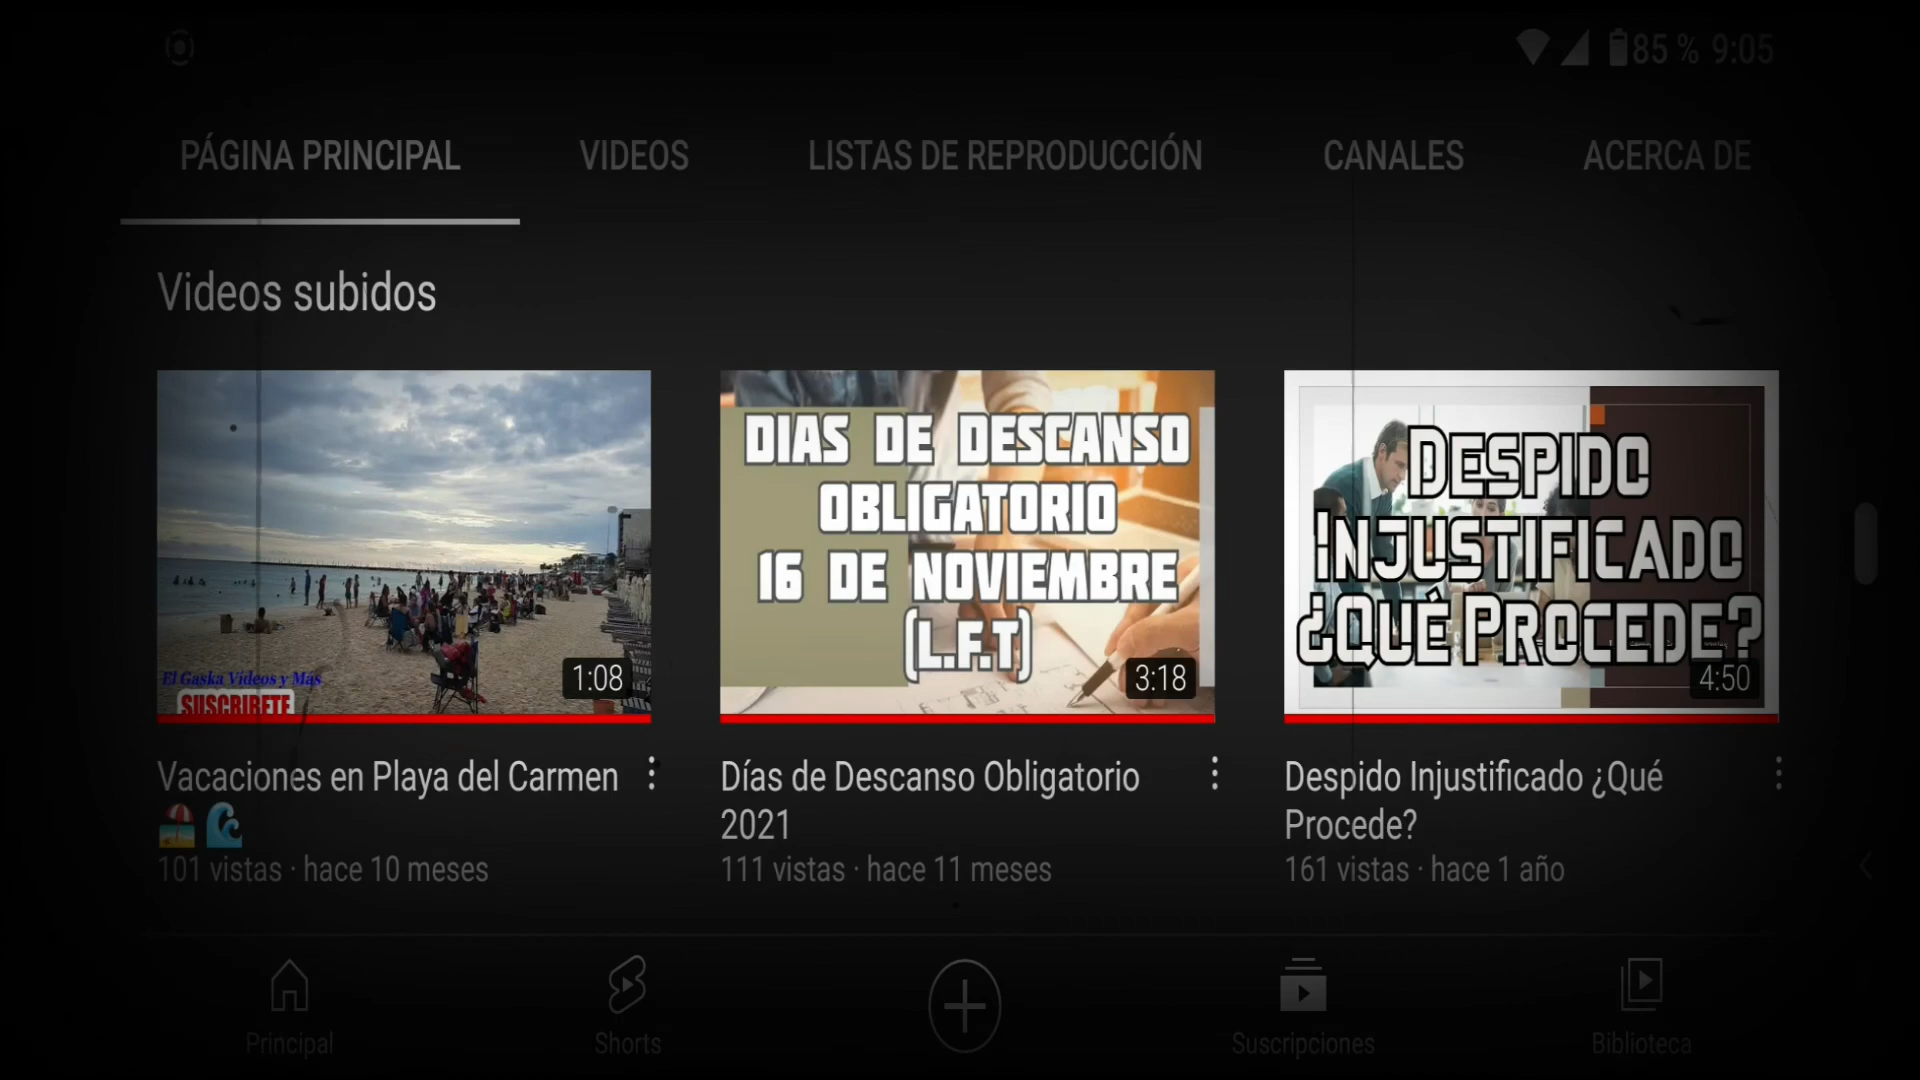 85 % 9:05
PÁGINA PRINCIPAL VIDEOS LISTAS DE REPRODUCCIÓN CANALES ACERCA DE
Videos subidos
El Gaska Vídeos y Más
SUSCRIBETE
1:08
DIAS DE DESCANSO
OBLIGATORIO
16 DE NOVIEMBRE
(L.F.T)
3:18
DESPIDO
INJUSTIFICADO
¿QUÉ PROCEDE?
4:50
Vacaciones en Playa del Carmen
🏖️ 🌊
101 vistas · hace 10 meses
Días de Descanso Obligatorio
2021
111 vistas · hace 11 meses
Despido Injustificado ¿Qué
Procede?
161 vistas · hace 1 año
Principal Shorts Suscripciones Biblioteca